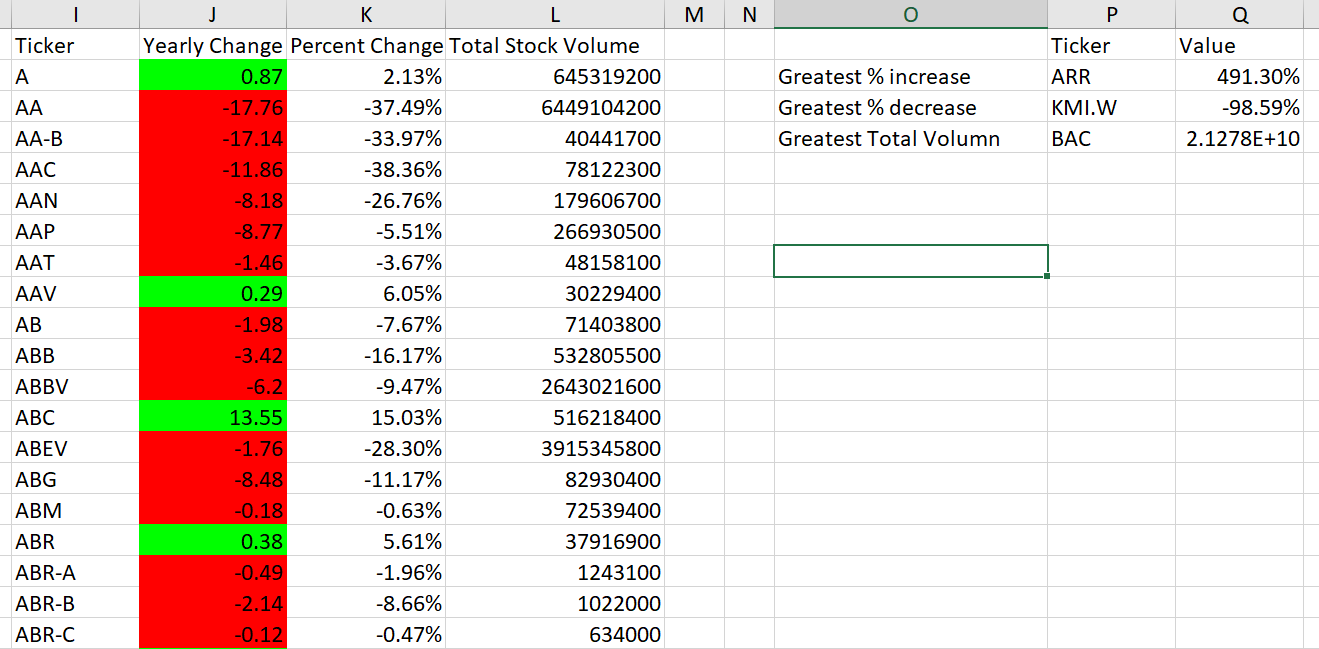 I J K L M N O P Q
Ticker Yearly Change Percent Change Total Stock Volume Ticker Value
A 0.87 2.13% 645319200 Greatest % increase ARR 491.30%
AA -17.76 -37.49% 6449104200 Greatest % decrease KMI.W -98.59%
AA-B -17.14 -33.97% 40441700 Greatest Total Volumn BAC 2.1278E+10
AAC -11.86 -38.36% 78122300
AAN -8.18 -26.76% 179606700
AAP -8.77 -5.51% 266930500
AAT -1.46 -3.67% 48158100
AAV 0.29 6.05% 30229400
AB -1.98 -7.67% 71403800
ABB -3.42 -16.17% 532805500
ABBV -6.2 -9.47% 2643021600
ABC 13.55 15.03% 516218400
ABEV -1.76 -28.30% 3915345800
ABG -8.48 -11.17% 82930400
ABM -0.18 -0.63% 72539400
ABR 0.38 5.61% 37916900
ABR-A -0.49 -1.96% 1243100
ABR-B -2.14 -8.66% 1022000
ABR-C -0.12 -0.47% 634000